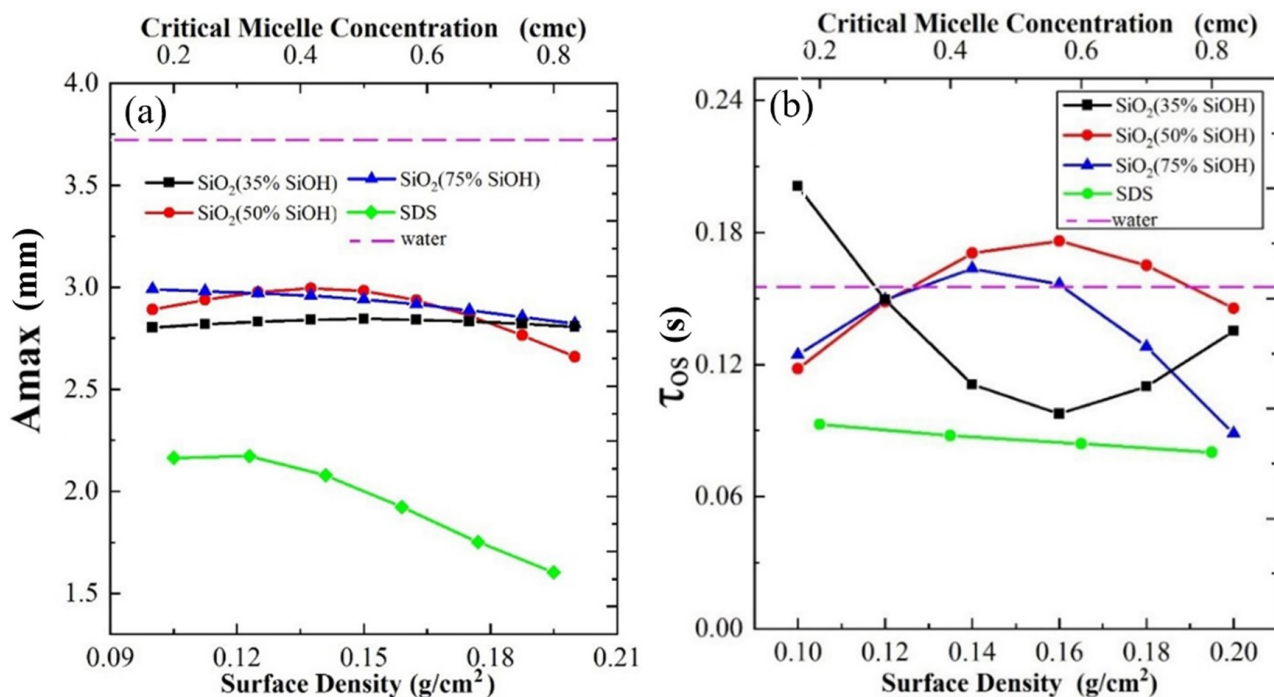 Critical Micelle Concentration (cmc)
0.2 0.4 0.6 0.8
(a)
4.0
3.5
3.0
2.5
2.0
1.5
Amax (mm)
SiO2(35% SiOH)
SiO2(75% SiOH)
SiO2(50% SiOH)
SDS
water
0.09 0.12 0.15 0.18 0.21
Surface Density (g/cm²)
Critical Micelle Concentration (cmc)
0.2 0.4 0.6 0.8
(b)
0.24
0.18
0.12
0.06
0.00
τOS (s)
SiO2(35% SiOH)
SiO2(50% SiOH)
SiO2(75% SiOH)
SDS
water
0.10 0.12 0.14 0.16 0.18 0.20
Surface Density (g/cm²)